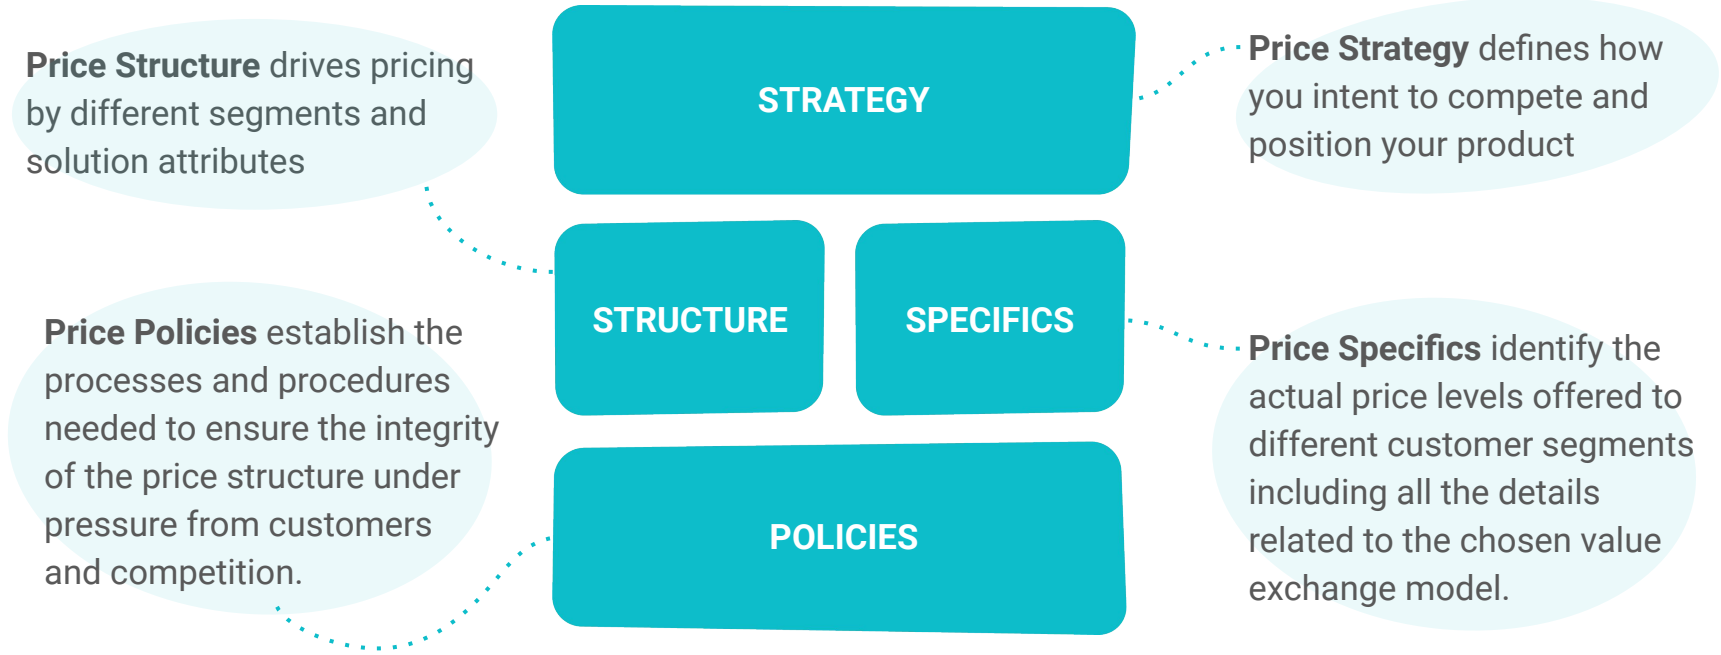 Price Structure drives pricing
by different segments and
solution attributes
STRATEGY
Price Strategy defines how
you intent to compete and
position your product
STRUCTURE
SPECIFICS
Price Policies establish the
processes and procedures
needed to ensure the integrity
of the price structure under
pressure from customers
and competition.
Price Specifics identify the
actual price levels offered to
different customer segments
including all the details
related to the chosen value
exchange model.
POLICIES